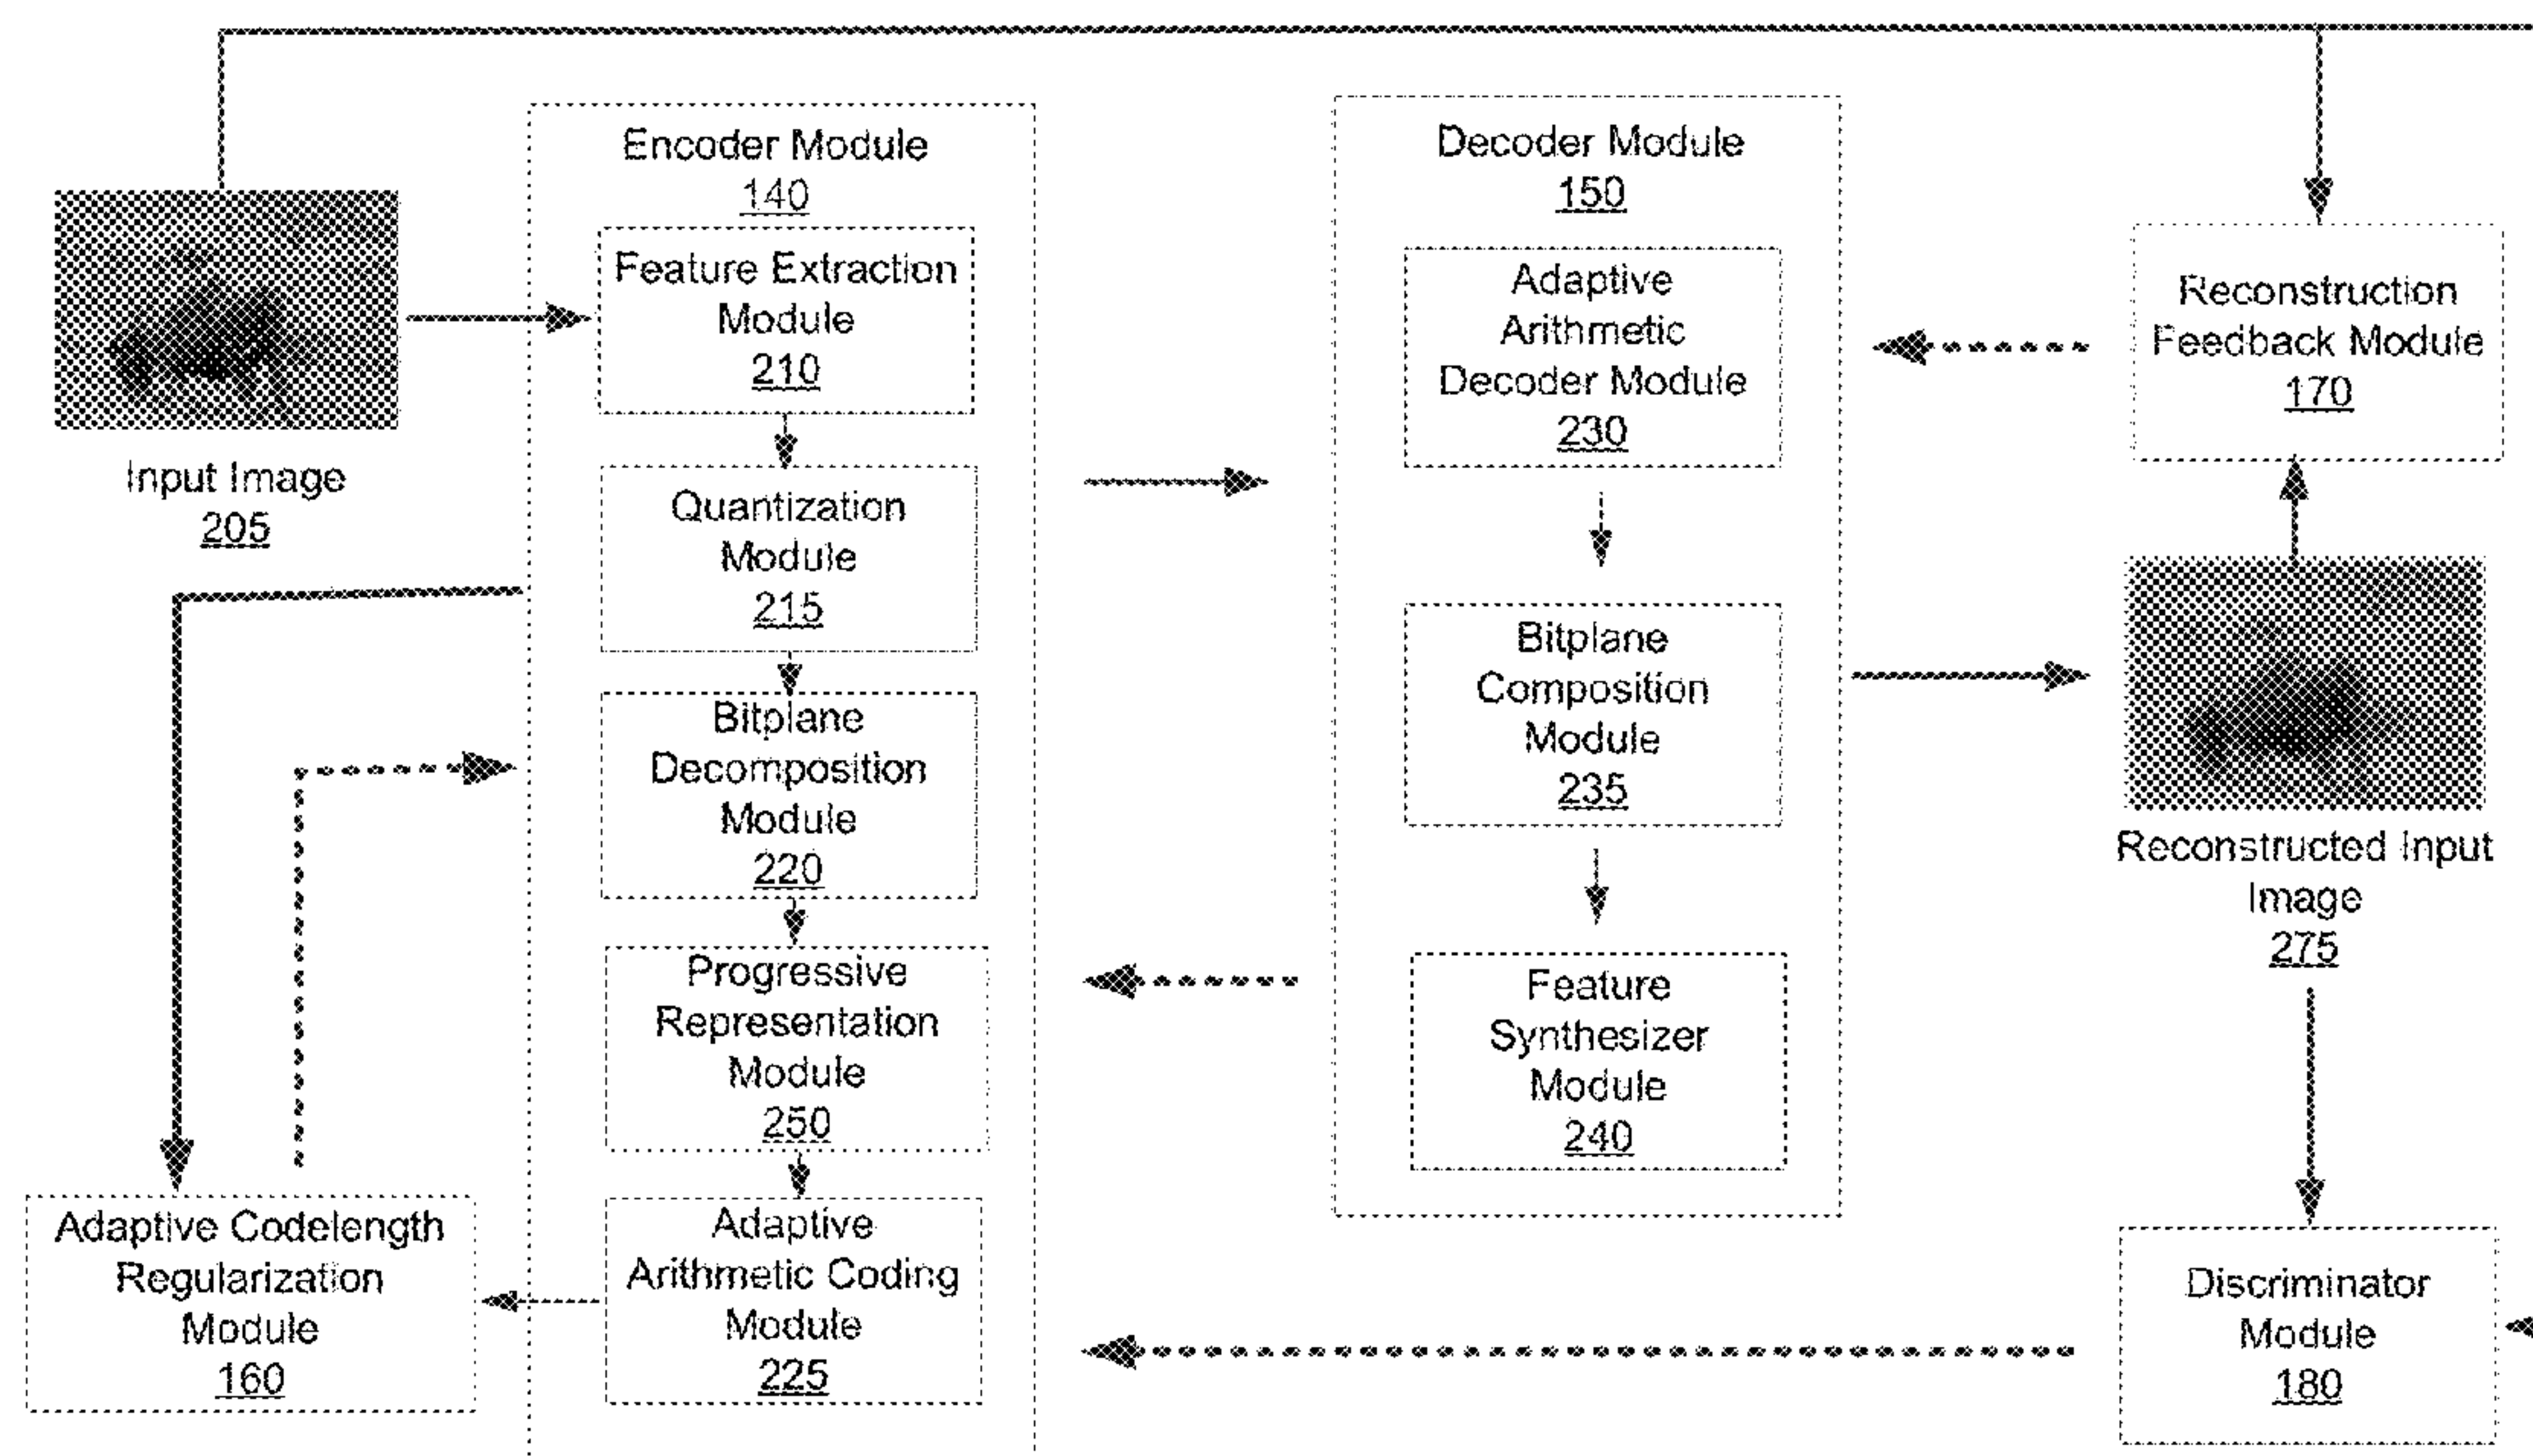 Input Image
205
Encoder Module
140
Feature Extraction
Module
210
Quantization
Module
215
Bitplane
Decomposition
Module
220
Progressive
Representation
Module
250
Adaptive
Arithmetic Coding
Module
225
Adaptive Codelength
Regularization
Module
160
Decoder Module
150
Adaptive
Arithmetic
Decoder Module
230
Bitplane
Composition
Module
235
Feature
Synthesizer
Module
240
Reconstruction
Feedback Module
170
Reconstructed Input
Image
275
Discriminator
Module
180